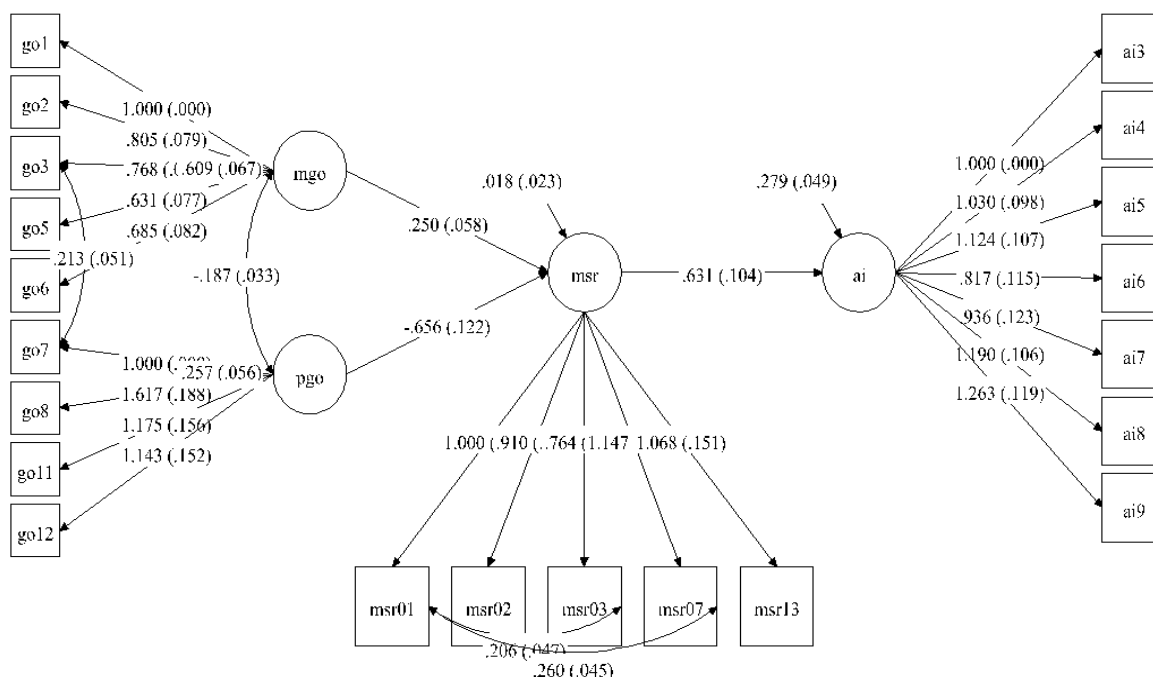 go1
go2
go3
go5
go6
go7
go8
go11
go12
1.000 (.000)
.805 (.079)
.768 (
.609 (.067)
.631 (.077)
.685 (.082)
.213 (.051)
-.187 (.033)
1.000 (
.257 (.056)
1.617 (.188)
1.175 (.156)
1.143 (.152)
mgo
pgo
.250 (.058)
-.656 (.122)
.018 (.023)
msr
.631 (.104)
.279 (.049)
ai
1.000 (.000)
1.030 (.098)
1.124 (.107)
.817 (.115)
.936 (.123)
1.190 (.106)
1.263 (.119)
ai3
ai4
ai5
ai6
ai7
ai8
ai9
1.000 (
.910 (
.764 (
1.147
1.068 (.151)
msr01
msr02
msr03
msr07
msr13
.206 (.047)
.260 (.045)